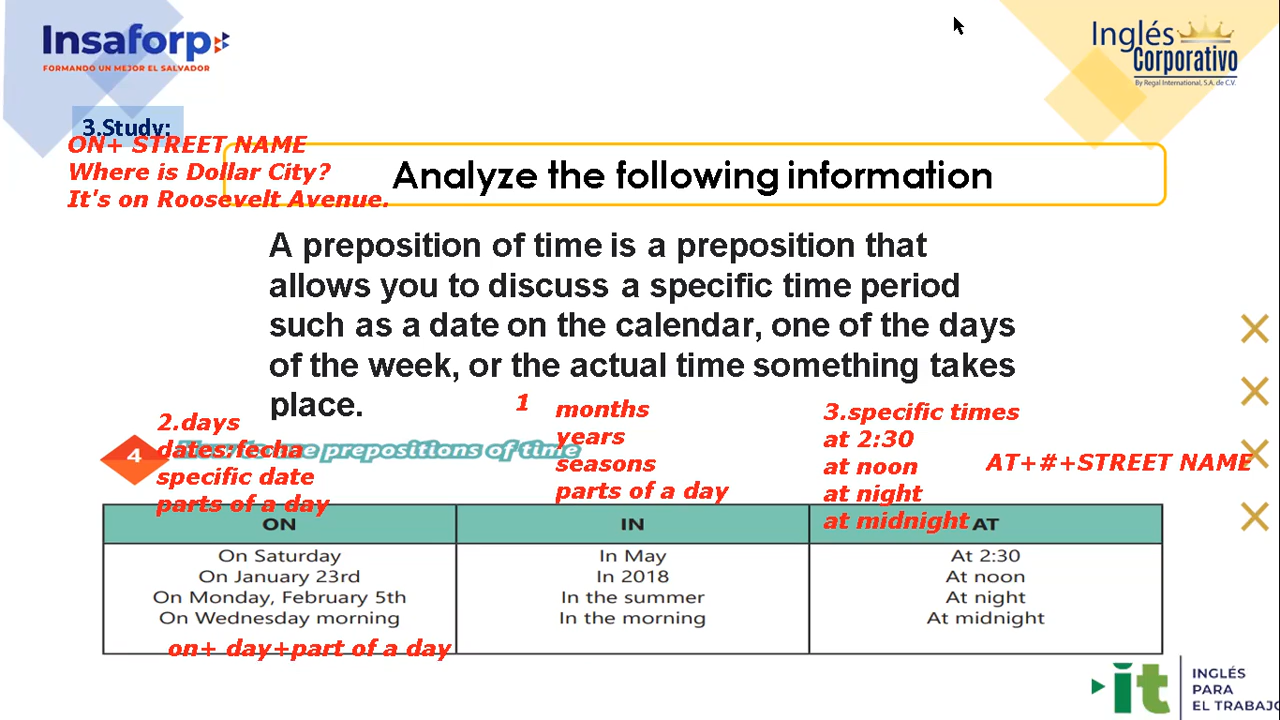 Insaforp
FORMANDO UN MEJOR EL SALVADOR
Inglés
Corporativo
By Regal International, S.A. de C.V.
3.Study:
ON+ STREET NAME
Where is Dollar City?
It's on Roosevelt Avenue.
Analyze the following information
A preposition of time is a preposition that
allows you to discuss a specific time period
such as a date on the calendar, one of the days
of the week, or the actual time something takes
place.
2.days
dates:fecha
specific date
parts of a day
1
months
years
seasons
parts of a day
3.specific times
at 2:30
at noon
at night
at midnight
AT+#+STREET NAME
4
prepositions of time
ON
IN
AT
On Saturday
In May
At 2:30
On January 23rd
In 2018
At noon
On Monday, February 5th
In the summer
At night
On Wednesday morning
In the morning
At midnight
on+ day+part of a day
it
INGLÉS
PARA
EL TRABAJO